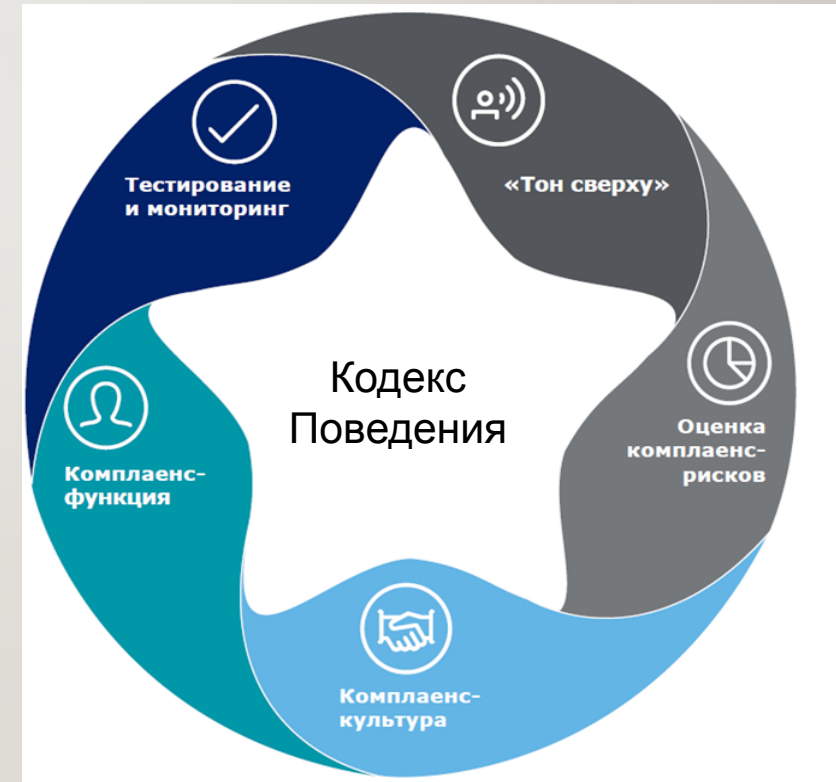 Тестирование
и мониторинг
«Тон сверху»
Кодекс
Поведения
Оценка
комплаенс-
рисков
Комплаенс-
функция
Комплаенс-
культура